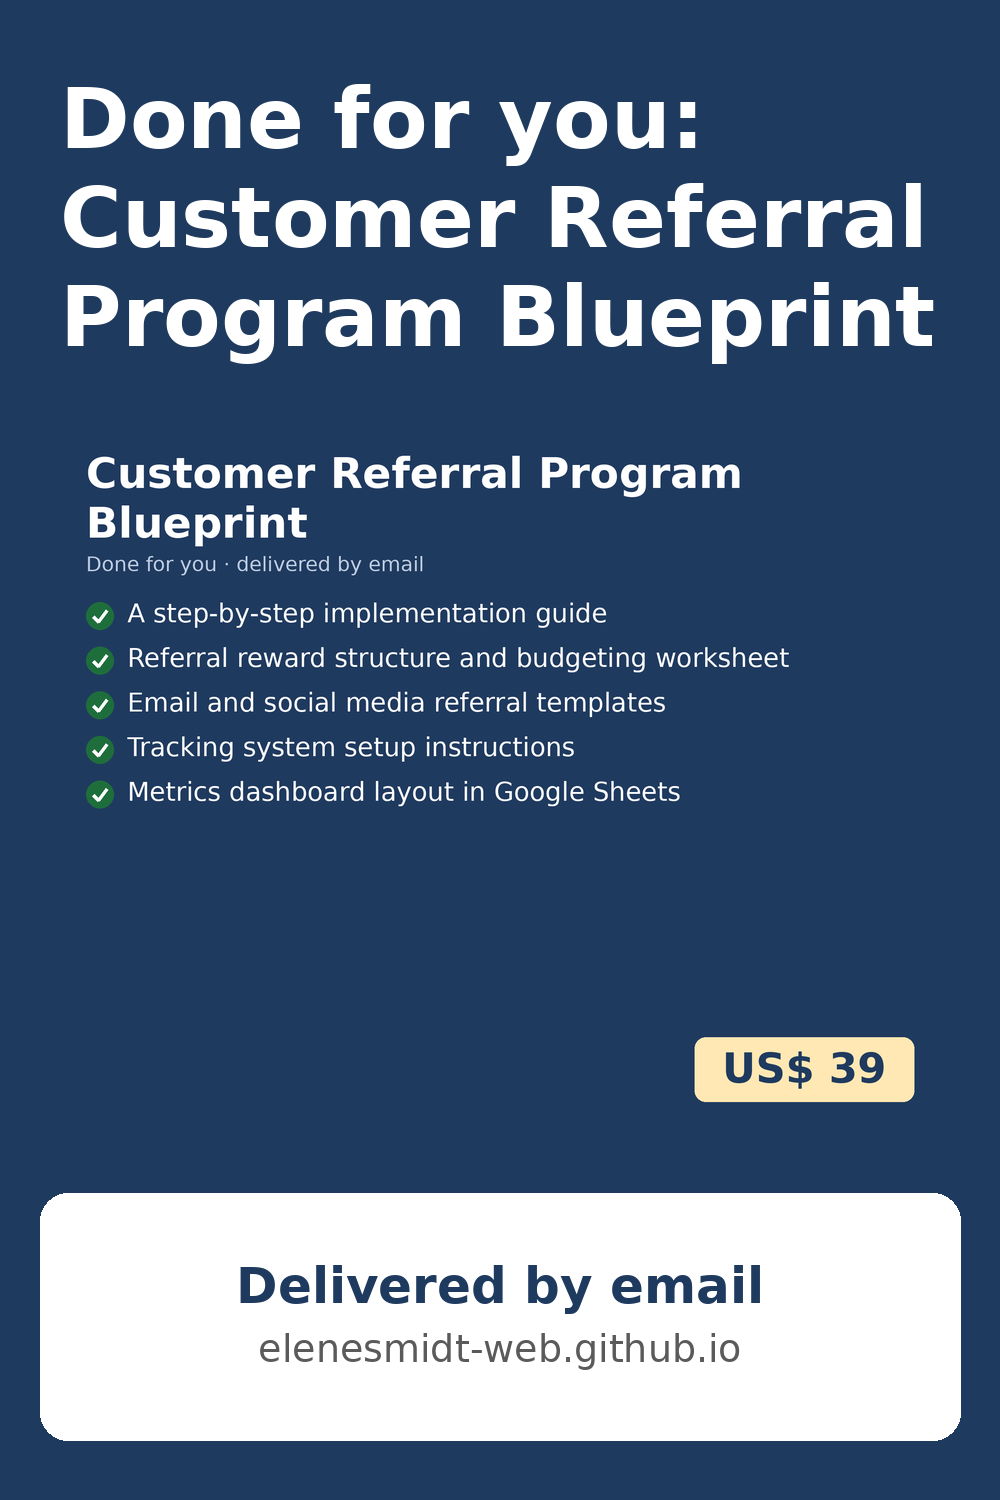 Done for you:
Customer Referral
Program Blueprint
Customer Referral Program
Blueprint
Done for you · delivered by email
A step-by-step implementation guide
Referral reward structure and budgeting worksheet
Email and social media referral templates
Tracking system setup instructions
Metrics dashboard layout in Google Sheets
US$ 39
Delivered by email
elenesmidt-web.github.io